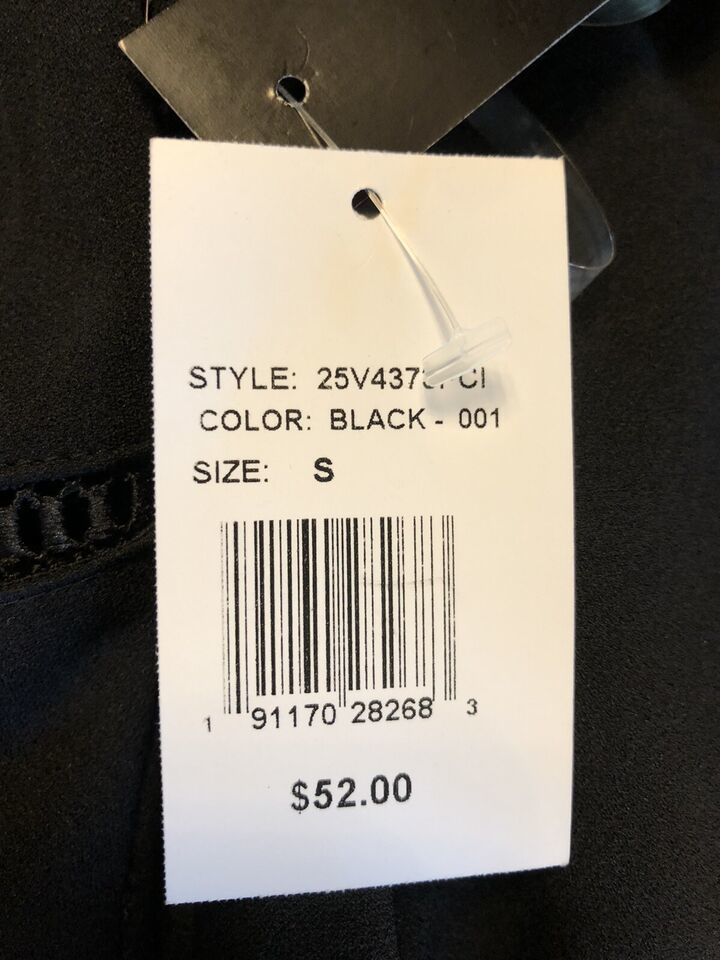 STYLE:
COLOR: BLACK - 001
SIZE: S
1 91170 28268 3
$52.00